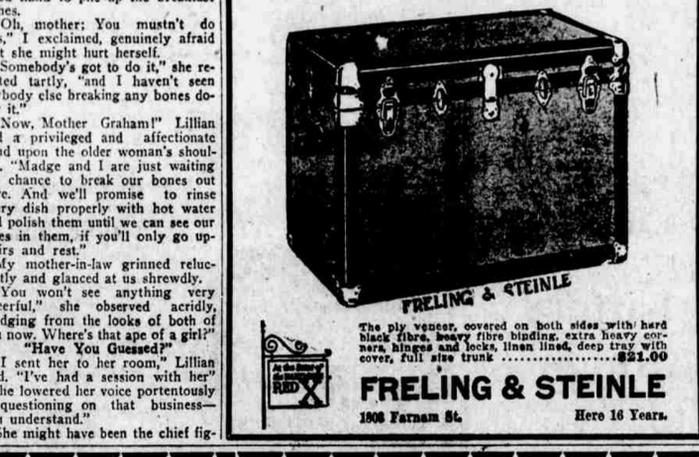 nes.
Oh, mother; You mustn't do
," I exclaimed, genuinely afraid
t she might hurt herself.
Somebody's got to do it," she re-
ted tartly, "and I haven't seen
body else breaking any bones do-
it."
Now, Mother Graham!" Lillian
a privileged and affectionate
d upon the older woman's shoul-
. "Madge and I are just waiting
chance to break our bones out
e. And we'll promise to rinse
ry dish properly with hot water
polish them until we can see our
es in them, if you'll only go up-
irs and rest."
My mother-in-law grinned reluc-
tly and glanced at us shrewdly.
You won't see anything very
eerful," she observed acridly,
dging from the looks of both of
now. Where's that ape of a girl?"
"Have You Guessed?"
I sent her to her room," Lillian
d. "I've had a session with her"
he lowered her voice portentously
questioning on that business—
understand."
She might have been the chief fig-
FRELING & STEINLE
The ply veneer, covered on both sides with hard
black fibre, heavy fibre binding, extra heavy cor-
ners, hinges and locks, linen lined, deep tray with
cover, full size trunk .................. $21.00
At the Sign of
RED X
FRELING & STEINLE
1803 Farnam St. Here 16 Years.